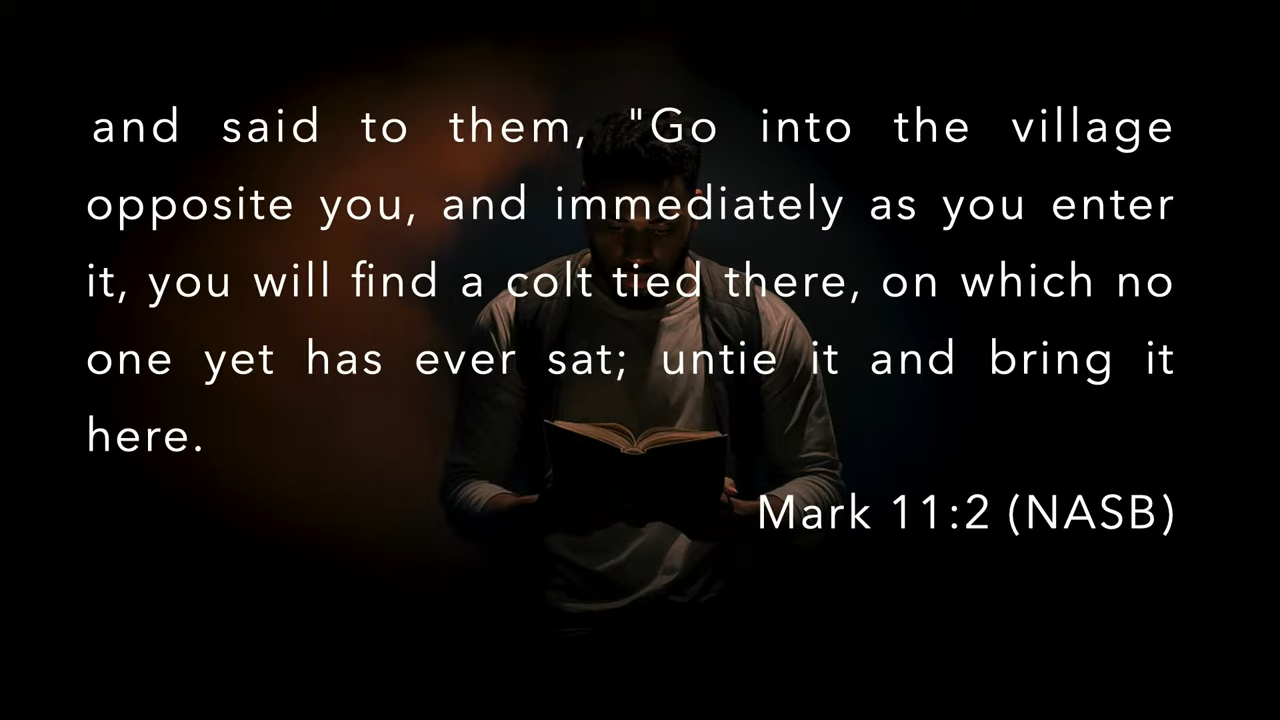 and said to them, "Go into the village
opposite you, and immediately as you enter
it, you will find a colt tied there, on which no
one yet has ever sat; untie it and bring it
here.
Mark 11:2 (NASB)